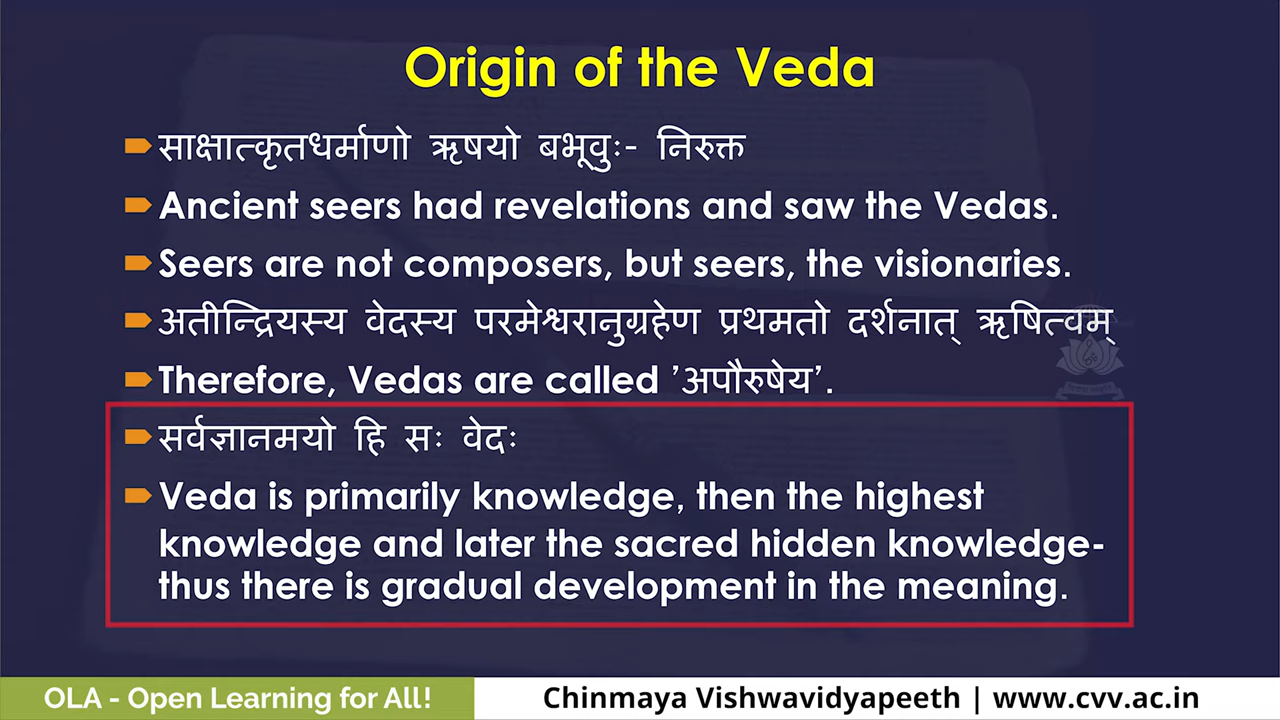 Origin of the Veda
साक्षात्कृतधर्माणो ऋषयो बभूवुः- निरुक्त
Ancient seers had revelations and saw the Vedas.
Seers are not composers, but seers, the visionaries.
अतीन्द्रियस्य वेदस्य परमेश्वरानुग्रहेण प्रथमतो दर्शनात् ऋषित्वम्
Therefore, Vedas are called ’अपौरुषेय’.
सर्वज्ञानमयो हि सः वेदः
Veda is primarily knowledge, then the highest
knowledge and later the sacred hidden knowledge-
thus there is gradual development in the meaning.
OLA - Open Learning for All!
Chinmaya Vishwavidyapeeth | www.cvv.ac.in